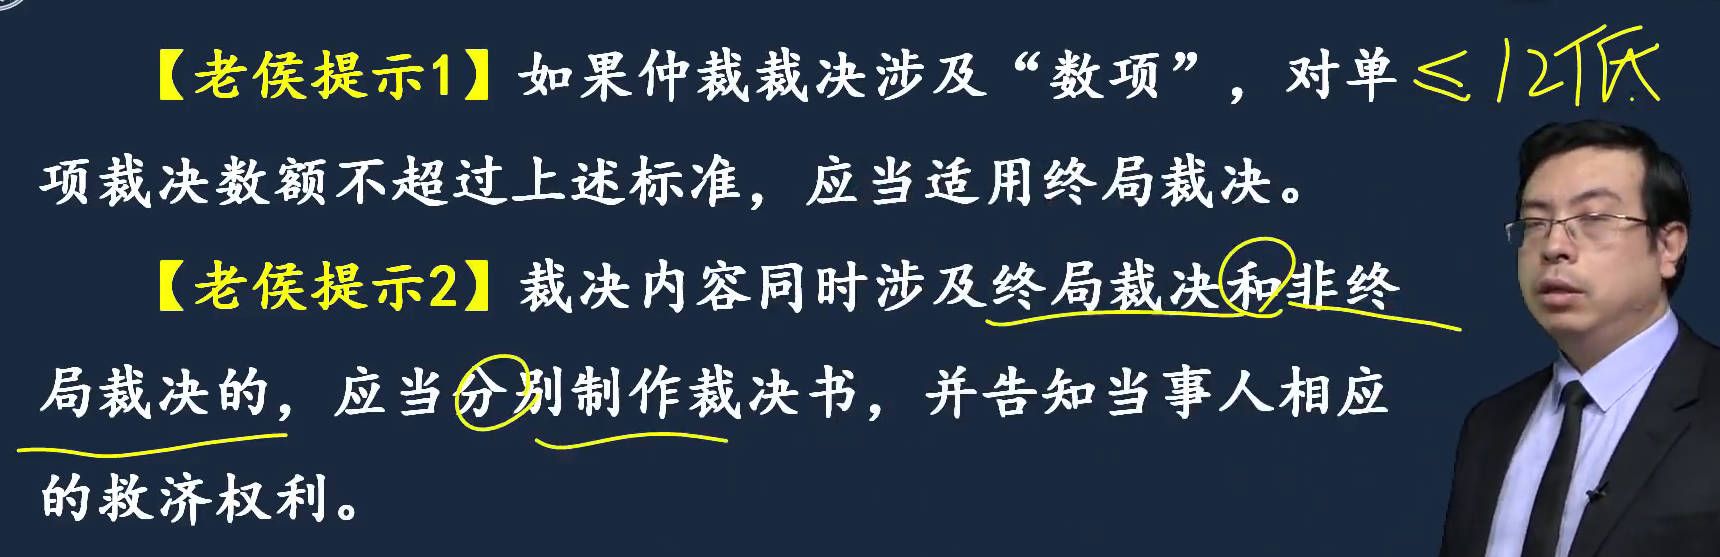 【老侯提示1】如果仲裁裁决涉及“数项”，对单 ≤12低
项裁决数额不超过上述标准，应当适用终局裁决。
【老侯提示2】裁决内容同时涉及终局裁决和非终
局裁决的，应当分别制作裁决书，并告知当事人相应
的救济权利。